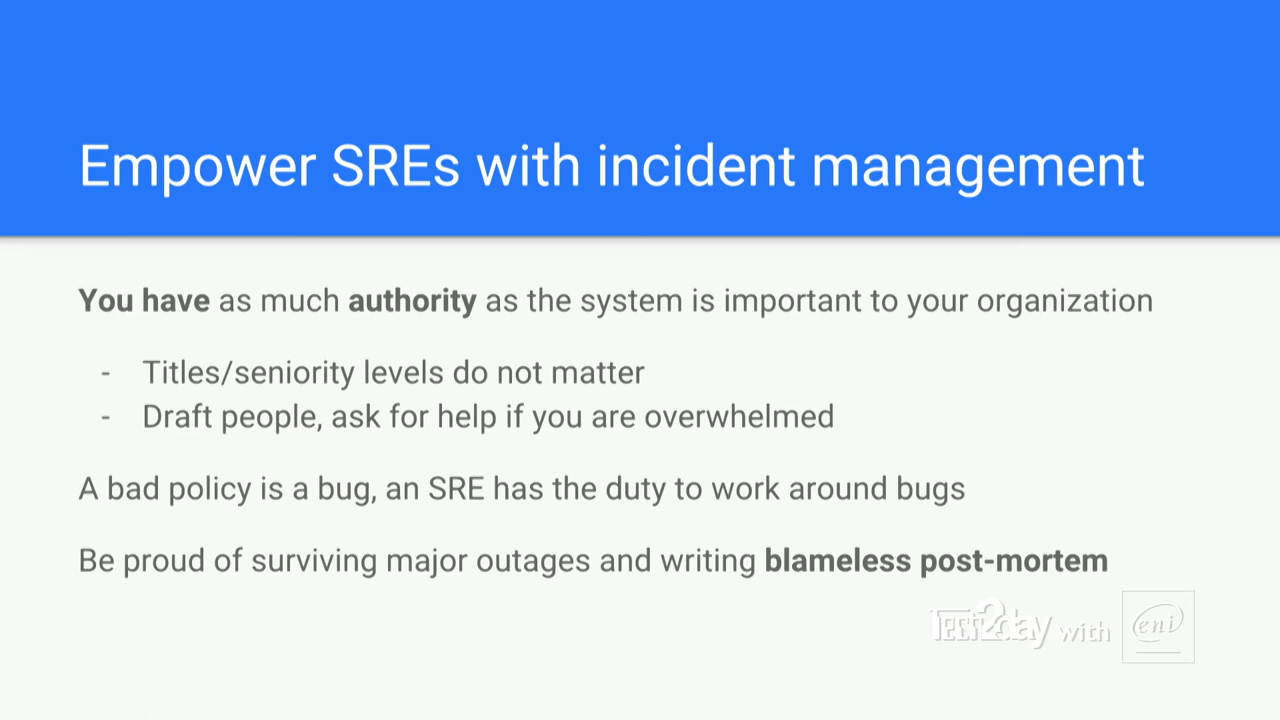 Empower SREs with incident management
You have as much authority as the system is important to your organization
- Titles/seniority levels do not matter
- Draft people, ask for help if you are overwhelmed
A bad policy is a bug, an SRE has the duty to work around bugs
Be proud of surviving major outages and writing blameless post-mortem
Tech2day with eni